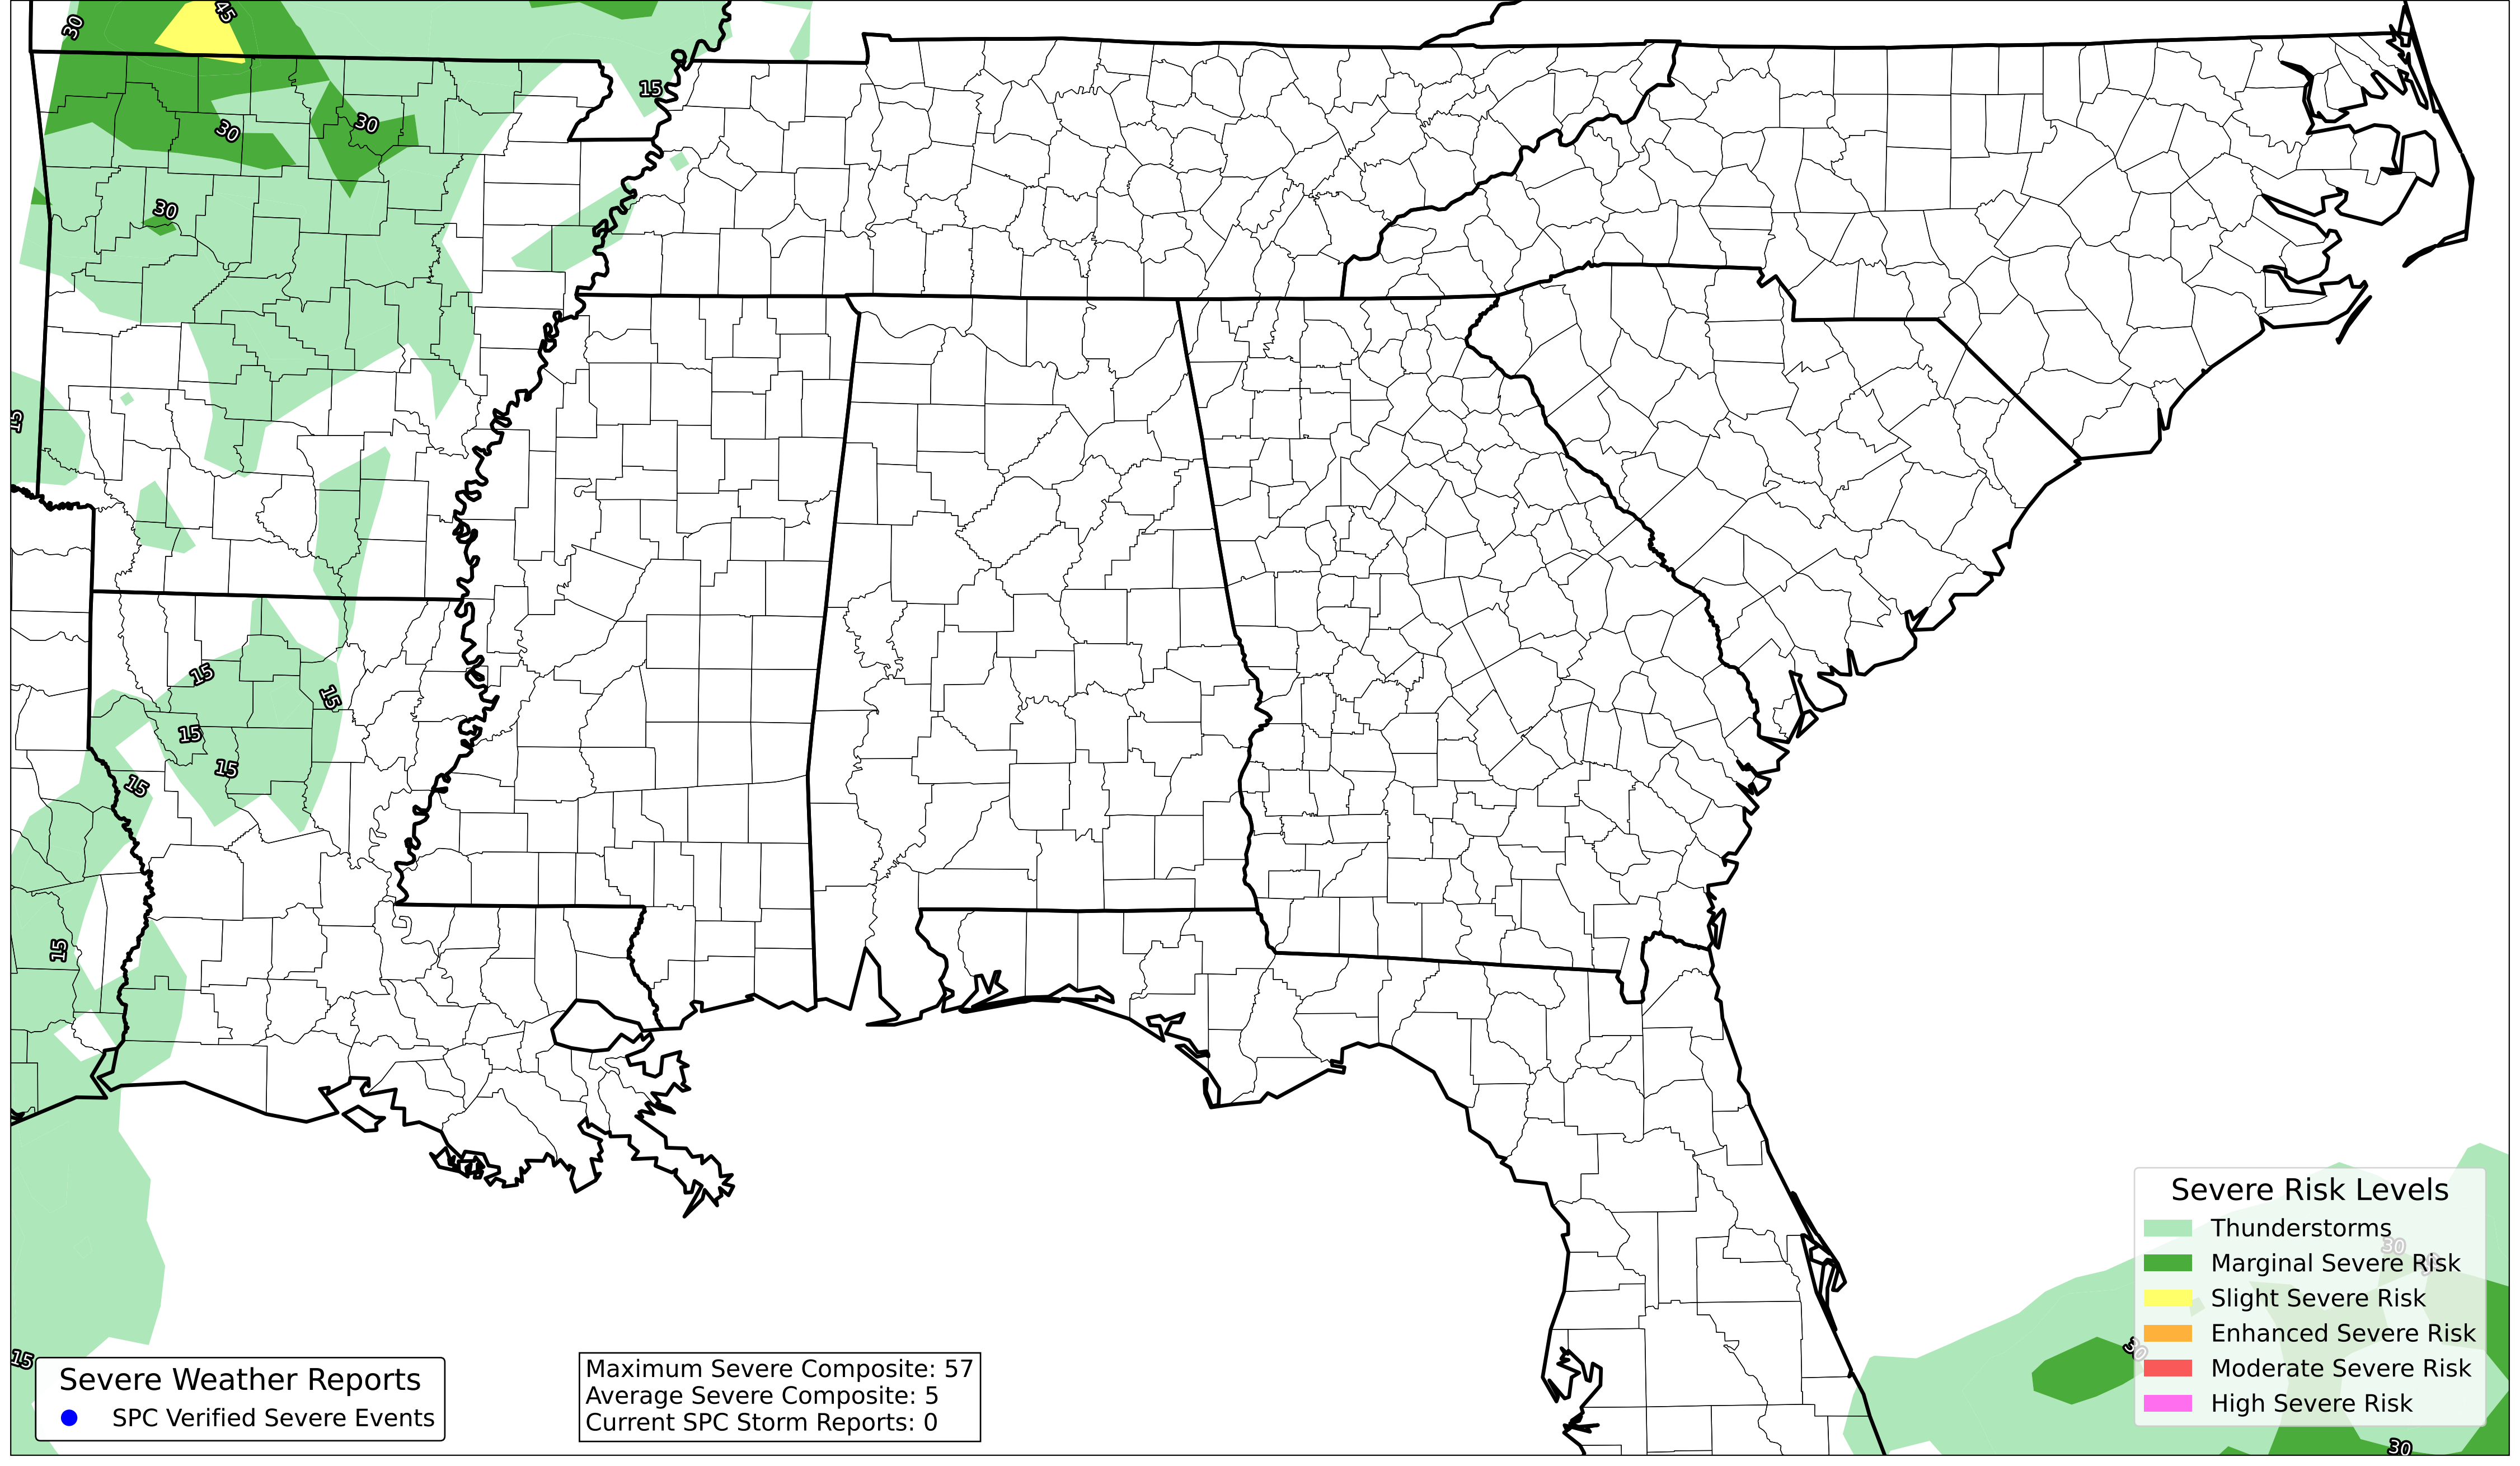 45
30
15
30
30
30
15
15
15
15
15
15
15
15
30
30
30
30
Severe Risk Levels
Thunderstorms
Marginal Severe Risk
Slight Severe Risk
Enhanced Severe Risk
Moderate Severe Risk
High Severe Risk
Severe Weather Reports
SPC Verified Severe Events
Maximum Severe Composite: 57
Average Severe Composite: 5
Current SPC Storm Reports: 0